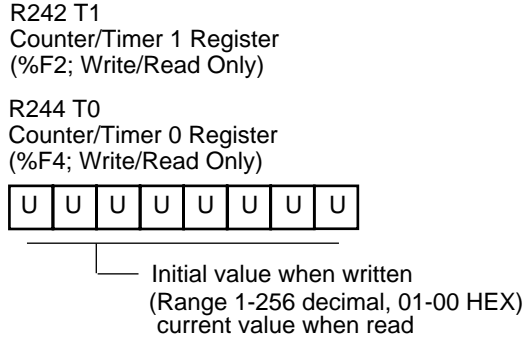 R242 T1
Counter/Timer 1 Register
(%F2; Write/Read Only)
R244 T0
Counter/Timer 0 Register
(%F4; Write/Read Only)
U U U U U U U U
Initial value when written
(Range 1-256 decimal, 01-00 HEX)
current value when read